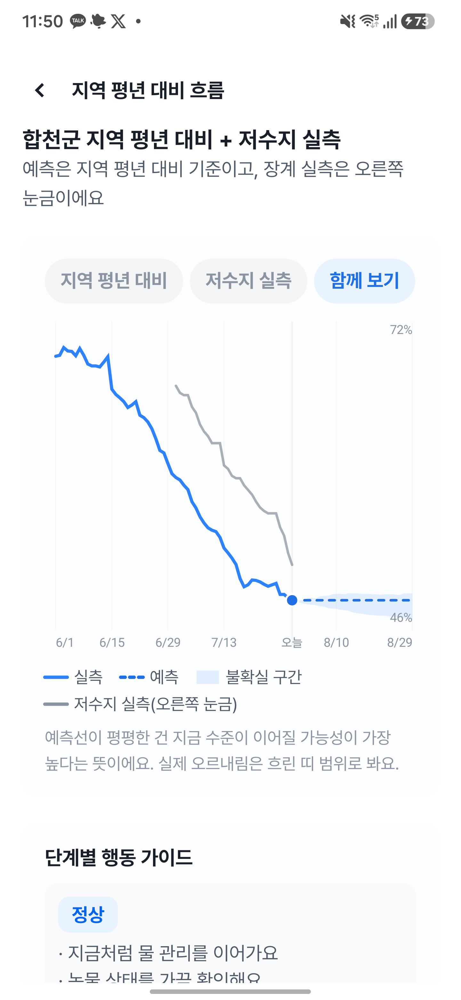 11:50 TALK 5 73
지역 평년 대비 흐름
합천군 지역 평년 대비 + 저수지 실측
예측은 지역 평년 대비 기준이고, 장계 실측은 오른쪽
눈금이에요
지역 평년 대비 저수지 실측 함께 보기
72%
46%
6/1 6/15 6/29 7/13 오늘 8/10 8/29
실측 예측 불확실 구간
저수지 실측(오른쪽 눈금)
예측선이 평평한 건 지금 수준이 이어질 가능성이 가장
높다는 뜻이에요. 실제 오르내림은 흐린 띠 범위로 봐요.
단계별 행동 가이드
정상
· 지금처럼 물 관리를 이어가요
· 논물 상태를 가끔 확인해요